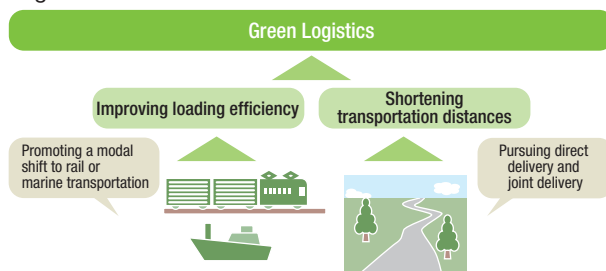 Green Logistics
Improving loading efficiency
Shortening
transportation distances
Promoting a modal
shift to rail or
marine transportation
Pursuing direct
delivery and
joint delivery